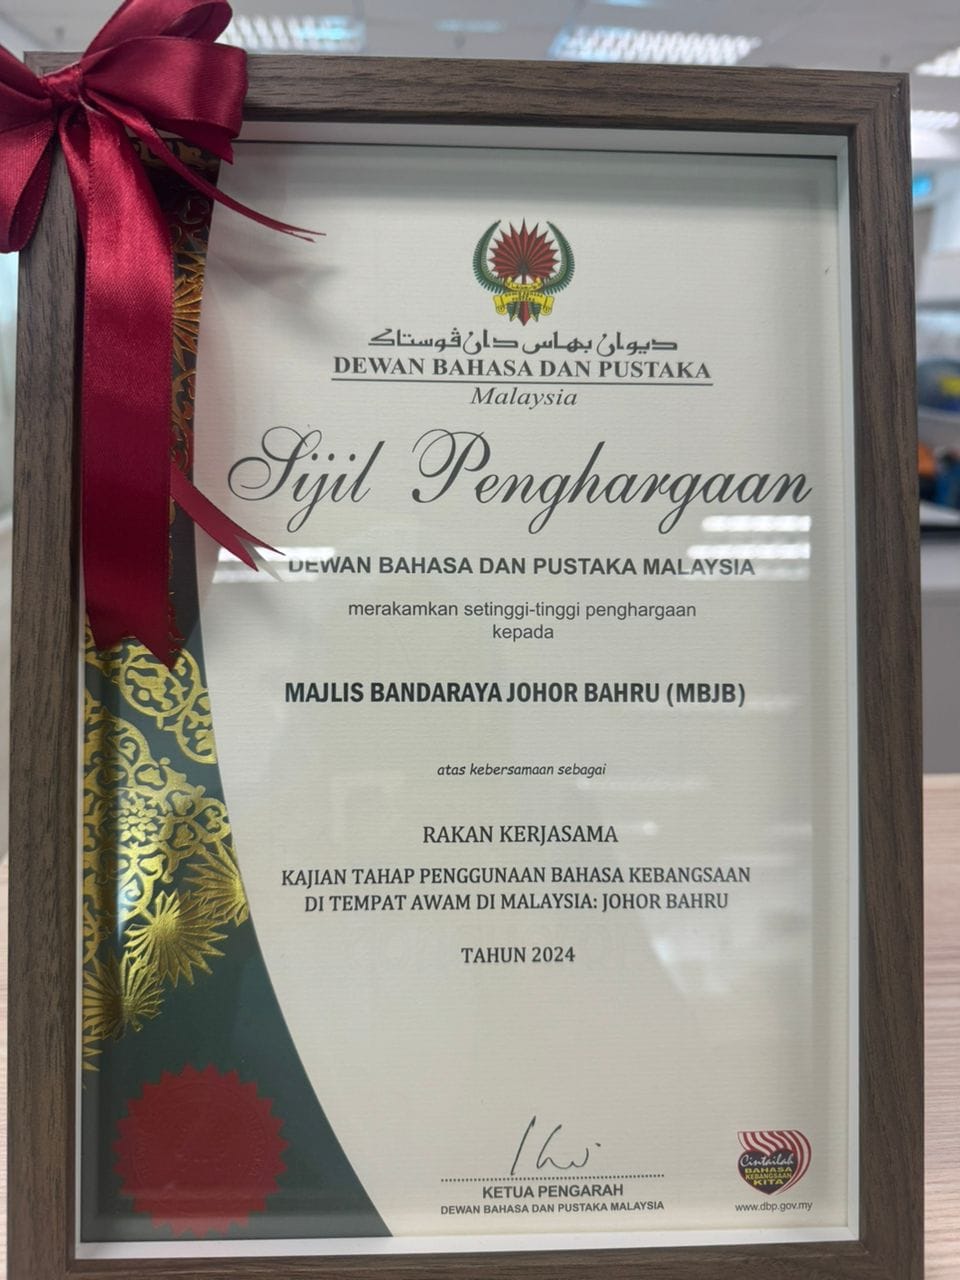 ديوان بهاس دان ڤوستاک
DEWAN BAHASA DAN PUSTAKA
Malaysia
Sijil Penghargaan
DEWAN BAHASA DAN PUSTAKA MALAYSIA
merakamkan setinggi-tinggi penghargaan
kepada
MAJLIS BANDARAYA JOHOR BAHRU (MBJB)
atas kebersamaan sebagai
RAKAN KERJASAMA
KAJIAN TAHAP PENGGUNAAN BAHASA KEBANGSAAN
DI TEMPAT AWAM DI MALAYSIA: JOHOR BAHRU
TAHUN 2024
KETUA PENGARAH
DEWAN BAHASA DAN PUSTAKA MALAYSIA
Cintailah
BAHASA
KEBANGSAAN
KITA
www.dbp.gov.my